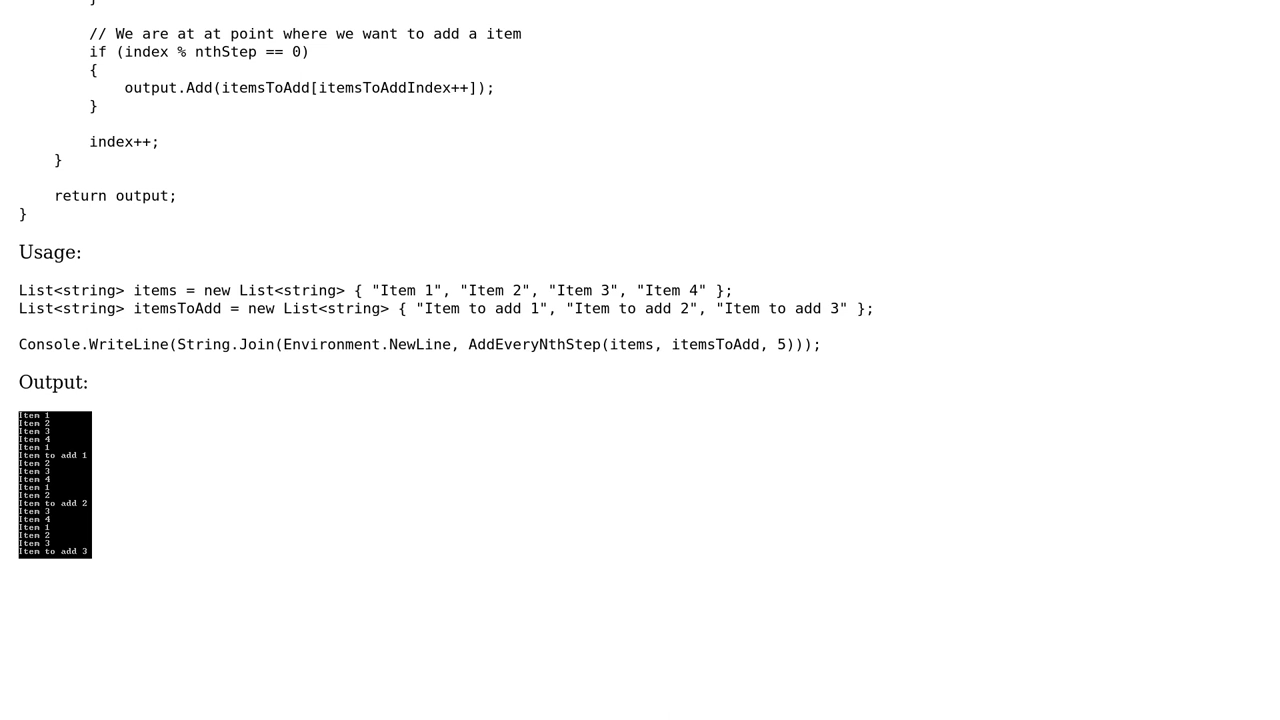 }
// We are at at point where we want to add a item
if (index % nthStep == 0)
{
output.Add(itemsToAdd[itemsToAddIndex++]);
}
index++;
}
return output;
}
Usage:
List<string> items = new List<string> { "Item 1", "Item 2", "Item 3", "Item 4" };
List<string> itemsToAdd = new List<string> { "Item to add 1", "Item to add 2", "Item to add 3" };
Console.WriteLine(String.Join(Environment.NewLine, AddEveryNthStep(items, itemsToAdd, 5)));
Output:
Item 1
Item 2
Item 3
Item 4
Item 1
Item to add 1
Item 2
Item 3
Item 4
Item 1
Item 2
Item to add 2
Item 3
Item 4
Item 1
Item 2
Item 3
Item to add 3